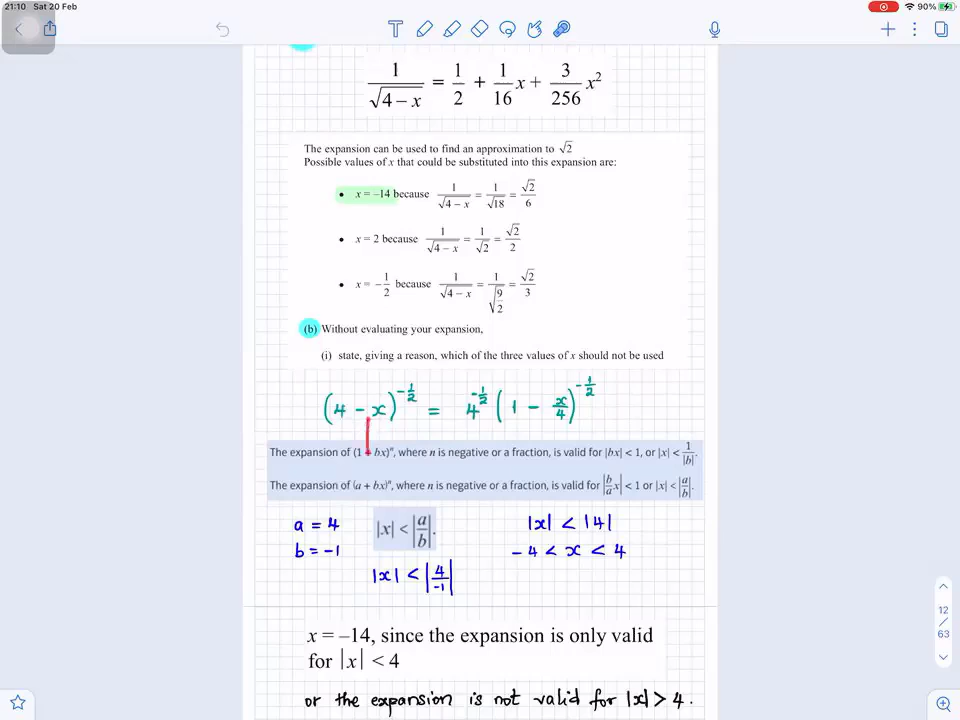 21:10 Sat 20 Feb
90%
1/√(4 − x) = 1/2 + 1/16 x + 3/256 x²
The expansion can be used to find an approximation to √2
Possible values of x that could be substituted into this expansion are:
• x = −14 because 1/√(4 − x) = 1/√18 = √2/6
• x = 2 because 1/√(4 − x) = 1/√2 = √2/2
• x = −1/2 because 1/√(4 − x) = 1/√(9/2) = √2/3
(b) Without evaluating your expansion,
(i) state, giving a reason, which of the three values of x should not be used
(4 − x)^(−1/2) = 4^(−1/2) (1 − x/4)^(−1/2)
The expansion of (1 + bx)ⁿ, where n is negative or a fraction, is valid for |bx| < 1, or |x| < 1/|b|.
The expansion of (a + bx)ⁿ, where n is negative or a fraction, is valid for |b/a x| < 1 or |x| < |a/b|.
a = 4
b = −1
|x| < |a/b|.
|x| < |4/−1|
|x| < |4|
−4 < x < 4
x = −14, since the expansion is only valid
for |x| < 4
or the expansion is not valid for |x| > 4.
12
/
63